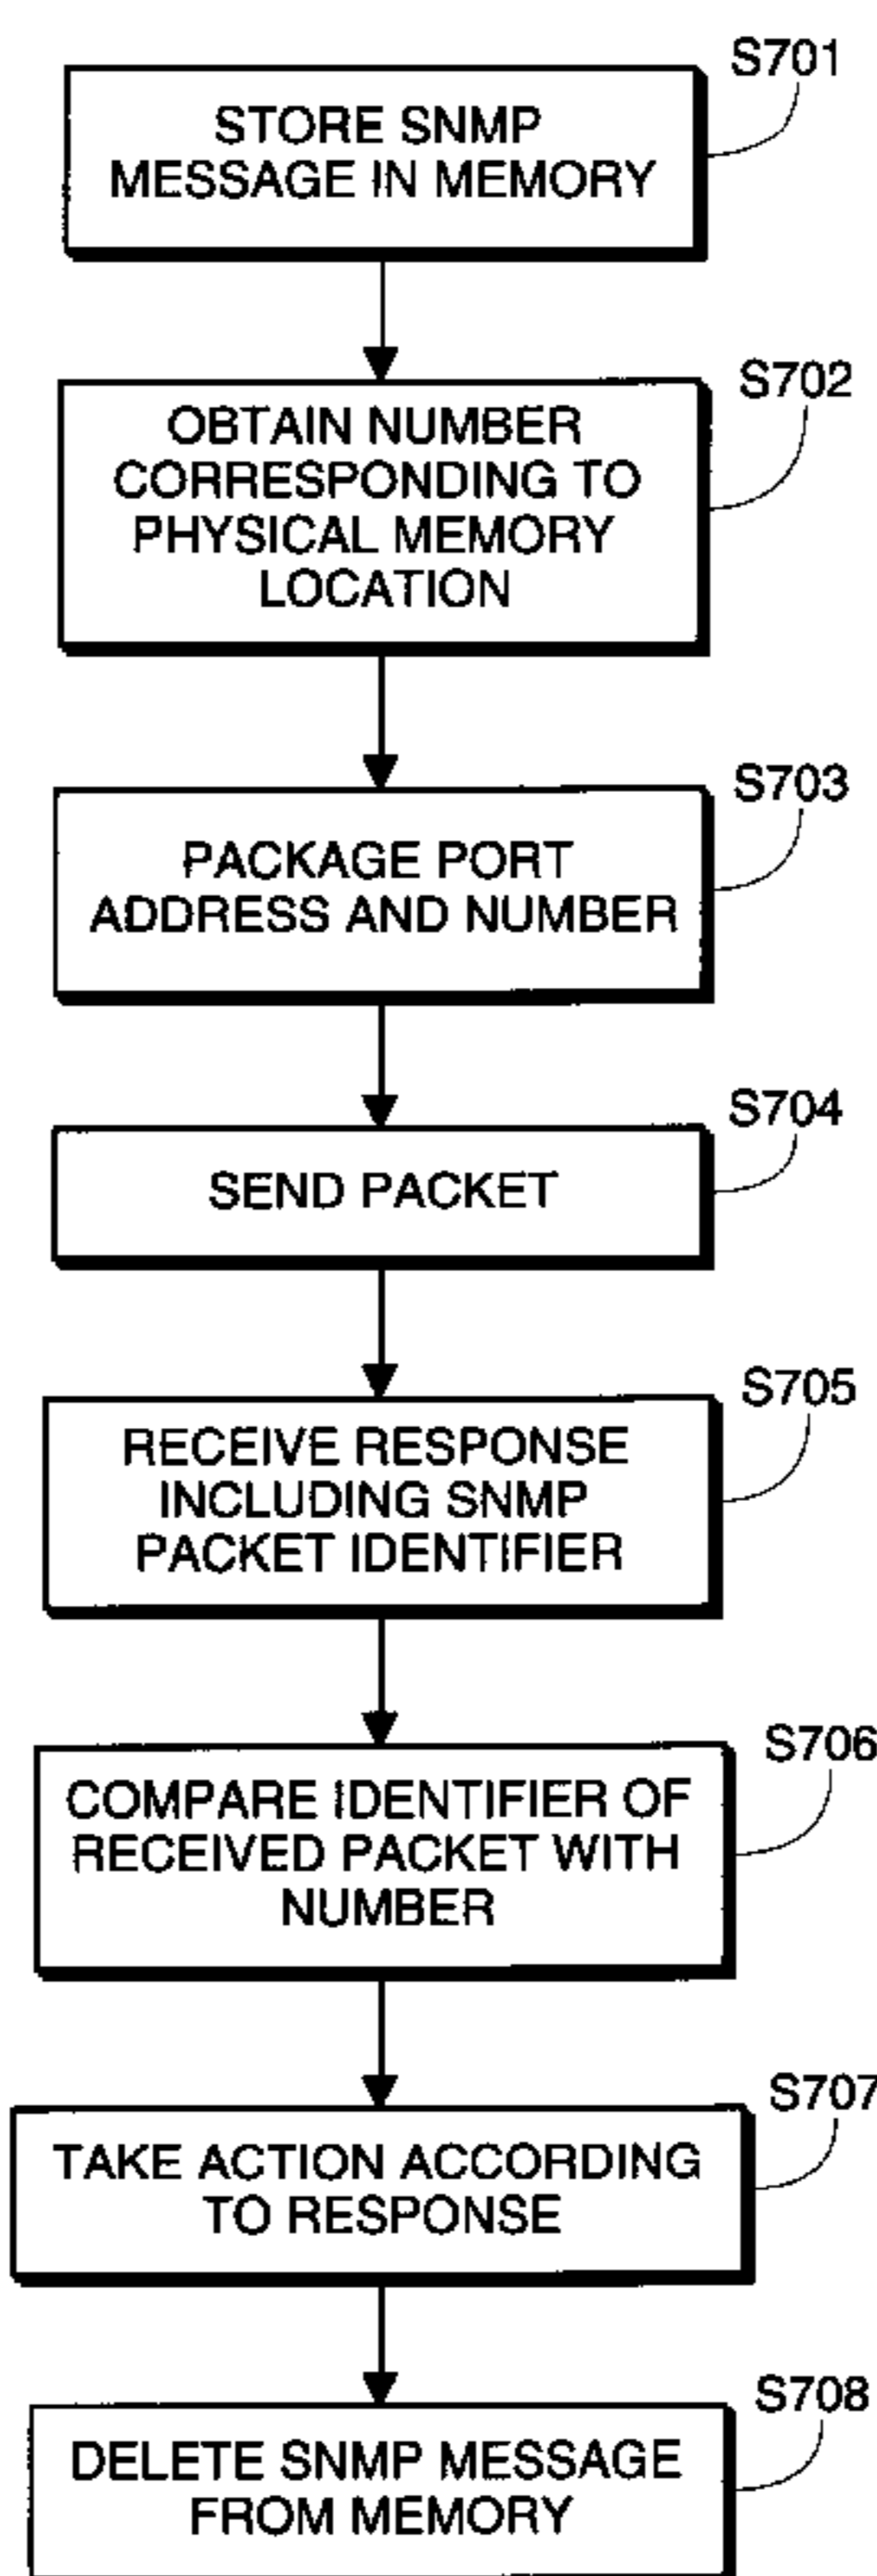 S701
STORE SNMP
MESSAGE IN MEMORY
S702
OBTAIN NUMBER
CORRESPONDING TO
PHYSICAL MEMORY
LOCATION
S703
PACKAGE PORT
ADDRESS AND NUMBER
S704
SEND PACKET
S705
RECEIVE RESPONSE
INCLUDING SNMP
PACKET IDENTIFIER
S706
COMPARE IDENTIFIER OF
RECEIVED PACKET WITH
NUMBER
S707
TAKE ACTION ACCORDING
TO RESPONSE
S708
DELETE SNMP MESSAGE
FROM MEMORY